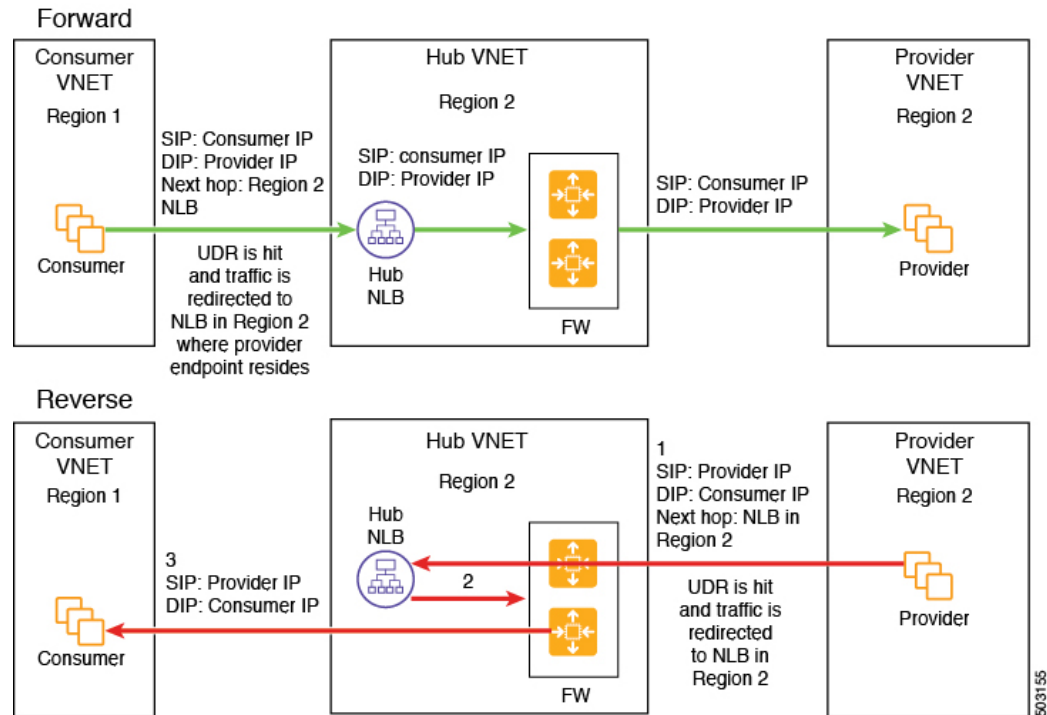 Forward
Consumer
VNET
Region 1
SIP: Consumer IP
DIP: Provider IP
Next hop: Region 2
NLB
Consumer
UDR is hit
and traffic is
redirected to
NLB in Region 2
where provider
endpoint resides
Hub VNET
Region 2
SIP: consumer IP
DIP: Provider IP
Hub
NLB
FW
SIP: Consumer IP
DIP: Provider IP
Provider
VNET
Region 2
Provider
Reverse
Consumer
VNET
Region 1
3
SIP: Provider IP
DIP: Consumer IP
Consumer
Hub VNET
Region 2
Hub
NLB
2
FW
1
SIP: Provider IP
DIP: Consumer IP
Next hop: NLB in
Region 2
UDR is hit
and traffic is
redirected
to NLB in
Region 2
Provider
VNET
Region 2
Provider
503155